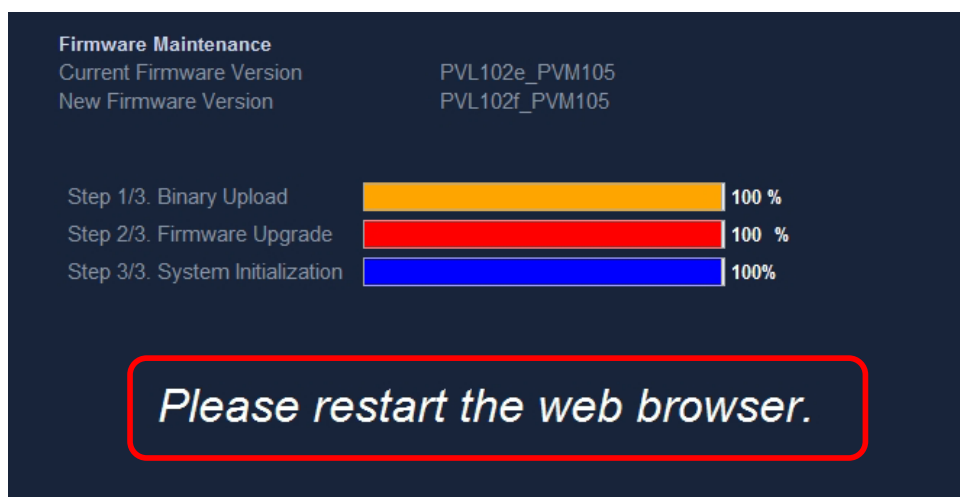 Firmware Maintenance
Current Firmware Version PVL102e_PVM105
New Firmware Version PVL102f_PVM105
Step 1/3. Binary Upload 100 %
Step 2/3. Firmware Upgrade 100 %
Step 3/3. System Initialization 100%
Please restart the web browser.